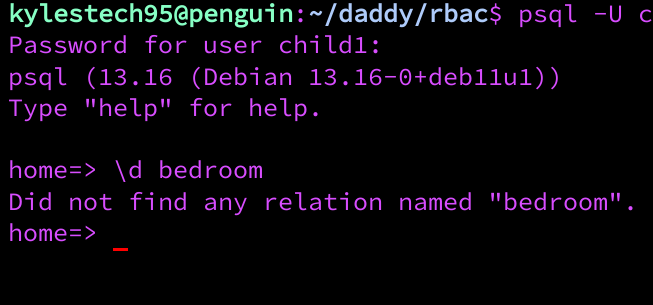 kylestech95@penguin:~/daddy/rbac$ psql -U c
Password for user child1:
psql (13.16 (Debian 13.16-0+deb11u1))
Type "help" for help.
home=> \d bedroom
Did not find any relation named "bedroom".
home=>